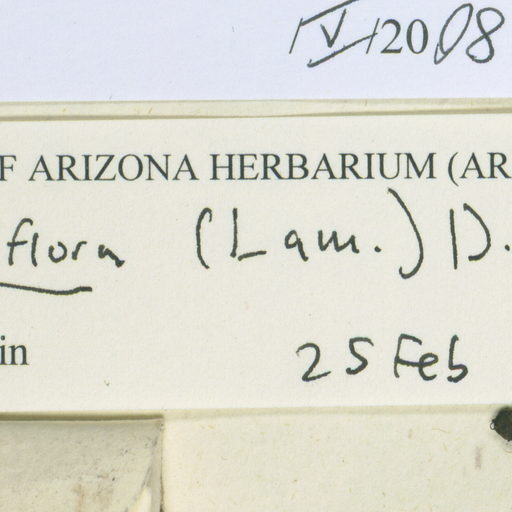 IV/2008
F ARIZONA HERBARIUM (AR
flora (Lam.) D.
in 25 Feb